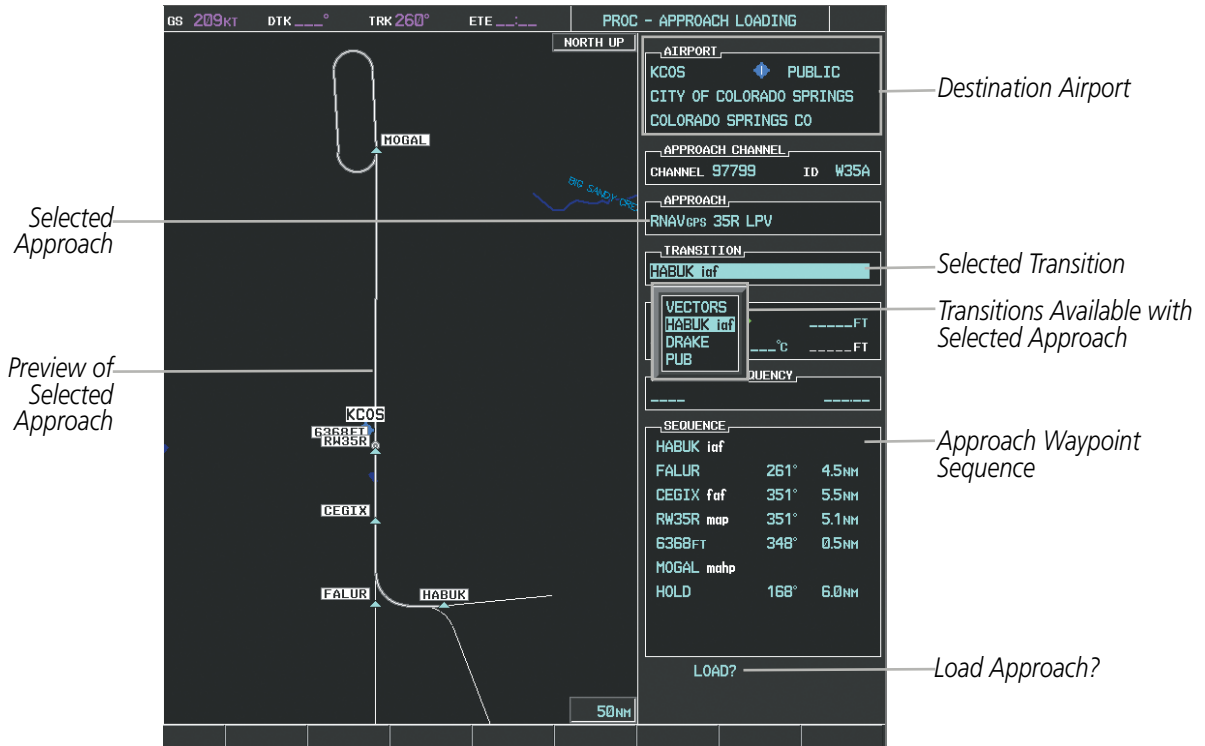 GS 209KT DTK ___° TRK 260° ETE __:__ PROC – APPROACH LOADING
NORTH UP
MOGAL
BIG SANDY CRE
KCOS
6368FT
RW35R
CEGIX
FALUR
HABUK
50NM
AIRPORT
KCOS PUBLIC
CITY OF COLORADO SPRINGS
COLORADO SPRINGS CO
APPROACH CHANNEL
CHANNEL 97799 ID W35A
APPROACH
RNAVGPS 35R LPV
TRANSITION
HABUK iaf
VECTORS
HABUK iaf
DRAKE
PUB
_____FT
___°C _____FT
QUENCY
____ ___.__
SEQUENCE
HABUK iaf
FALUR 261° 4.5NM
CEGIX faf 351° 5.5NM
RW35R map 351° 5.1NM
6368FT 348° 0.5NM
MOGAL mahp
HOLD 168° 6.0NM
LOAD?
Selected
Approach
Preview of
Selected
Approach
Destination Airport
Selected Transition
Transitions Available with
Selected Approach
Approach Waypoint
Sequence
Load Approach?